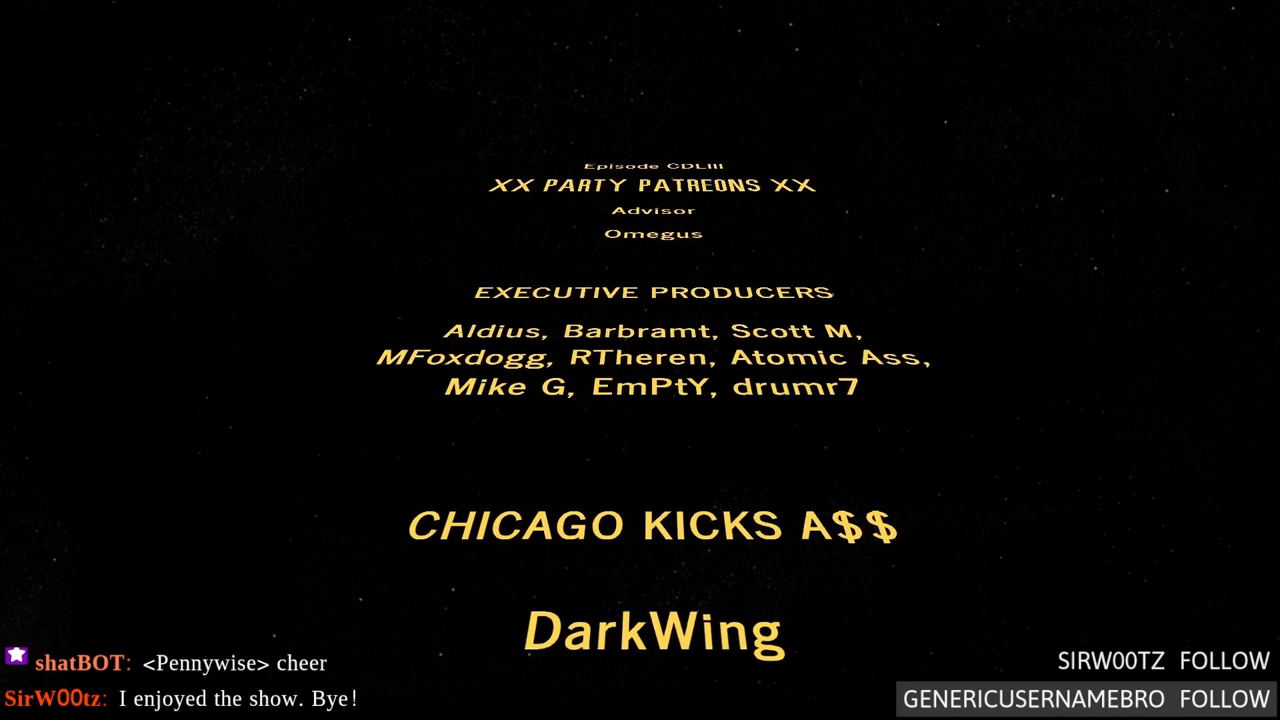 Episode CDLIII
XX PARTY PATREONS XX
Advisor
Omegus
EXECUTIVE PRODUCERS
Aldius, Barbramt, Scott M,
MFoxdogg, RTheren, Atomic Ass,
Mike G, EmPtY, drumr7
CHICAGO KICKS A$$
DarkWing
shatBOT: <Pennywise> cheer
SirW00tz: I enjoyed the show. Bye!
SIRW00TZ FOLLOW
GENERICUSERNAMEBRO FOLLOW